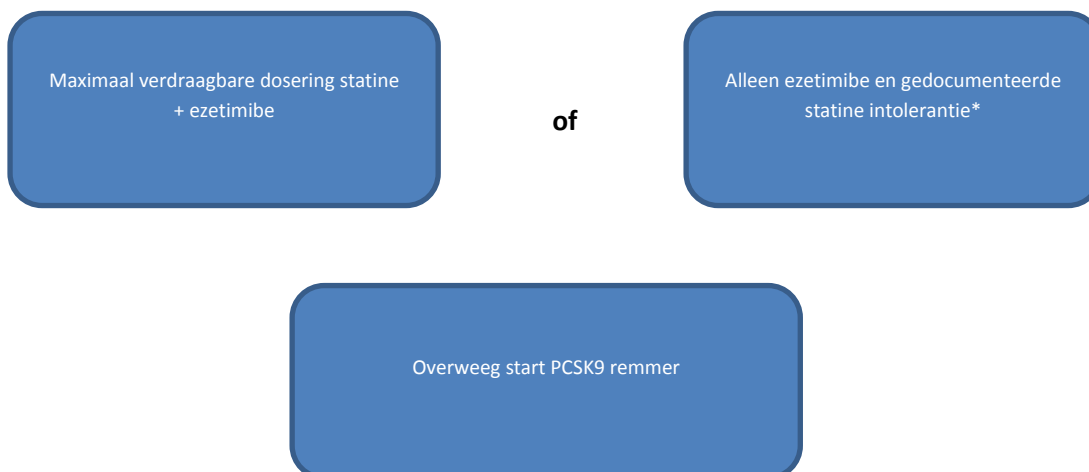 Maximaal verdraagbare dosering statine
+ ezetimibe
of
Alleen ezetimibe en gedocumenteerde
statine intolerantie*
Overweeg start PCSK9 remmer